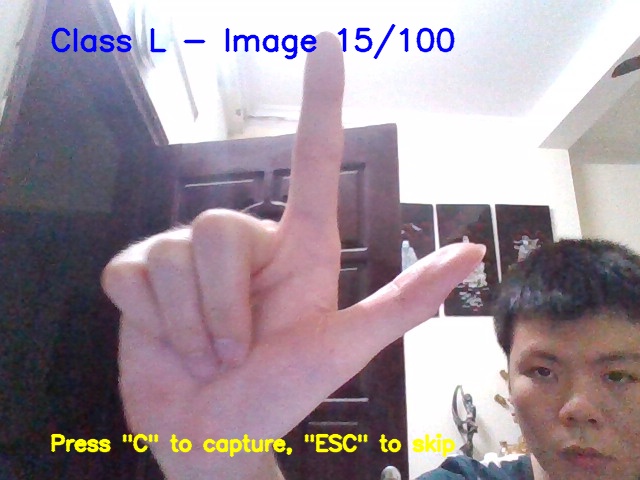 Class L - Image 15/100
Press "C" to capture, "ESC" to skip